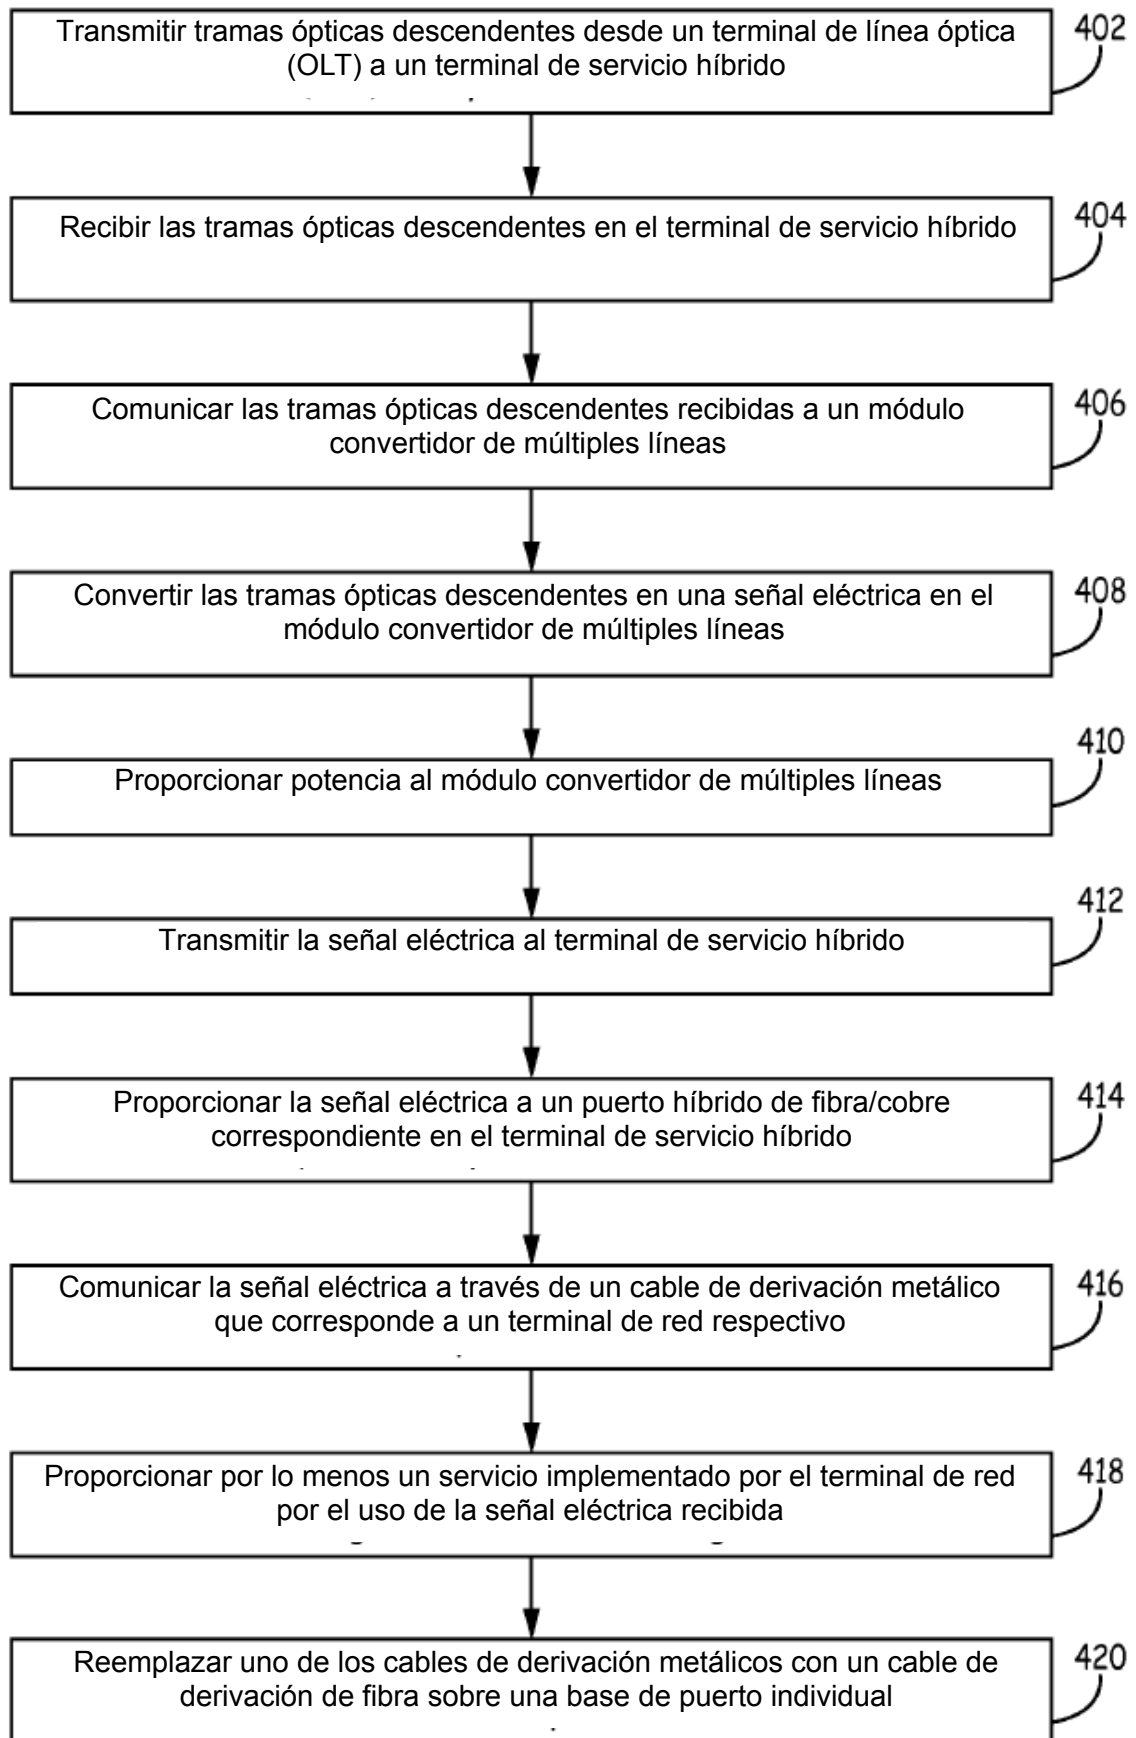 Transmitir tramas ópticas descendentes desde un terminal de línea óptica
(OLT) a un terminal de servicio híbrido
402
Recibir las tramas ópticas descendentes en el terminal de servicio híbrido
404
Comunicar las tramas ópticas descendentes recibidas a un módulo
convertidor de múltiples líneas
406
Convertir las tramas ópticas descendentes en una señal eléctrica en el
módulo convertidor de múltiples líneas
408
Proporcionar potencia al módulo convertidor de múltiples líneas
410
Transmitir la señal eléctrica al terminal de servicio híbrido
412
Proporcionar la señal eléctrica a un puerto híbrido de fibra/cobre
correspondiente en el terminal de servicio híbrido
414
Comunicar la señal eléctrica a través de un cable de derivación metálico
que corresponde a un terminal de red respectivo
416
Proporcionar por lo menos un servicio implementado por el terminal de red
por el uso de la señal eléctrica recibida
418
Reemplazar uno de los cables de derivación metálicos con un cable de
derivación de fibra sobre una base de puerto individual
420